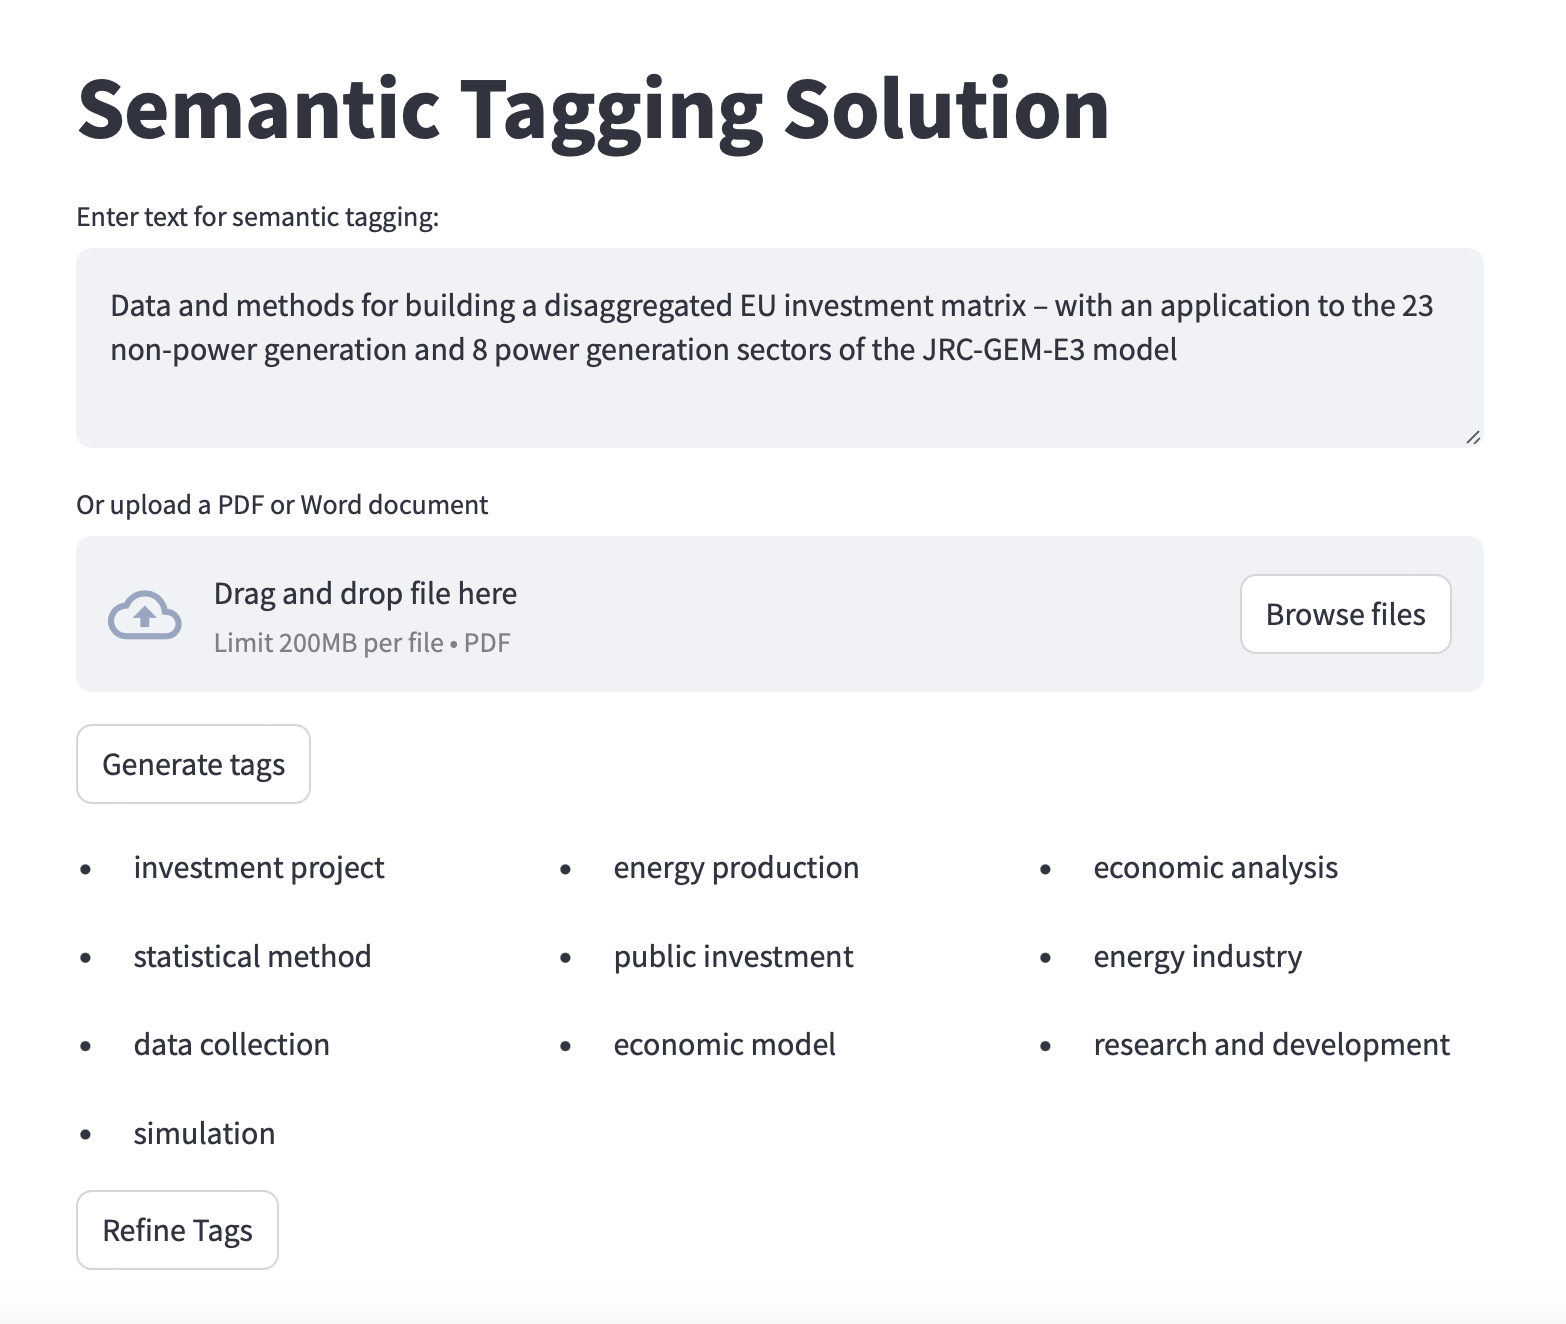 Semantic Tagging Solution
Enter text for semantic tagging:
Data and methods for building a disaggregated EU investment matrix – with an application to the 23
non-power generation and 8 power generation sectors of the JRC-GEM-E3 model
Or upload a PDF or Word document
Drag and drop file here
Limit 200MB per file • PDF
Browse files
Generate tags
• investment project
• energy production
• economic analysis
• statistical method
• public investment
• energy industry
• data collection
• economic model
• research and development
• simulation
Refine Tags